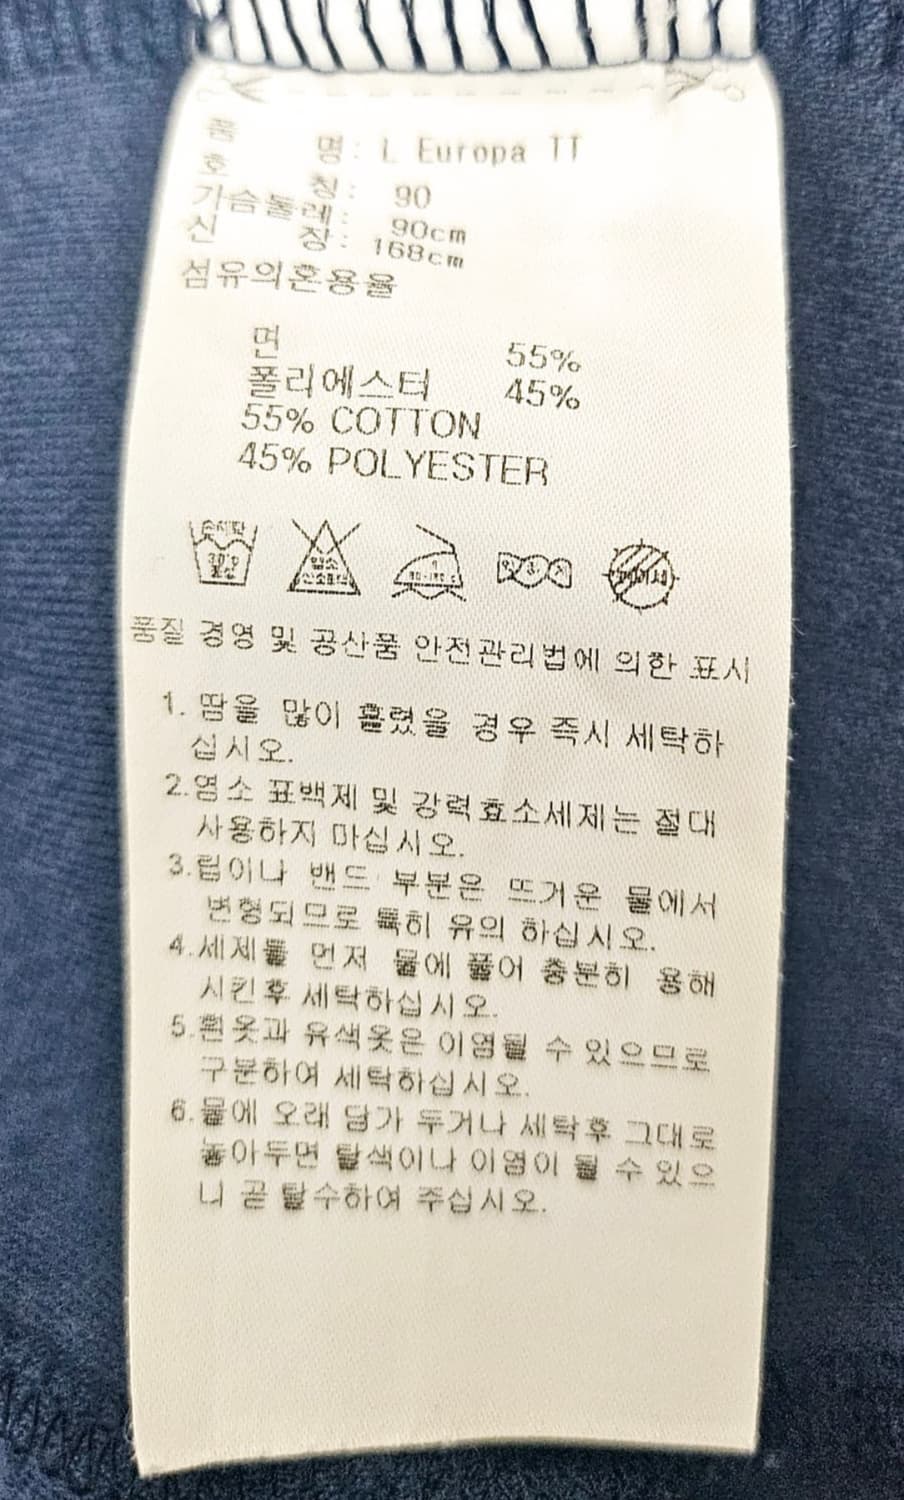 품 명: L Europa TT
호 칭: 90
가슴둘레: 90cm
신 장: 168cm
섬유의혼용율
면 55%
폴리에스터 45%
55% COTTON
45% POLYESTER
손세탁 염소
산소표백
품질 경영 및 공산품 안전관리법에 의한 표시
1. 땀을 많이 흘렸을 경우 즉시 세탁하
십시오.
2.염소 표백제 및 강력효소세제는 절대
사용하지 마십시오.
3.립이나 밴드 부분은 뜨거운 물에서
변형되므로 특히 유의 하십시오.
4.세제를 먼저 물에 풀어 충분히 용해
시킨후 세탁하십시오.
5.흰옷과 유색옷은 이염될 수 있으므로
구분하여 세탁하십시오.
6.물에 오래 담가 두거나 세탁후 그대로
놓아두면 탈색이나 이염이 될 수 있으
니 곧 탈수하여 주십시오.